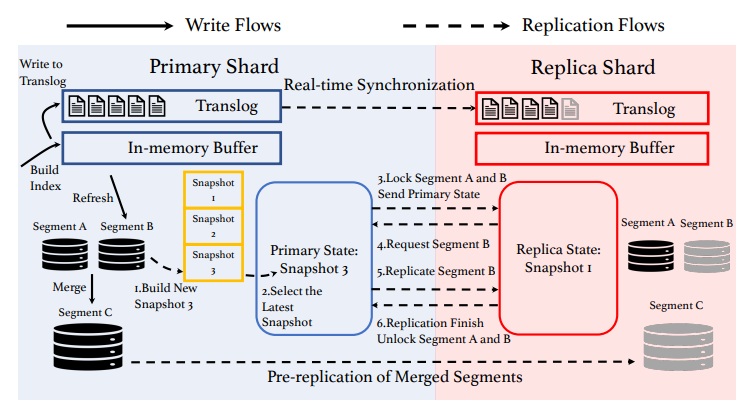 Write Flows
Replication Flows
Write to
Translog
Primary Shard
Replica Shard
Real-time Synchronization
Translog
Translog
In-memory Buffer
In-memory Buffer
Build
Index
Refresh
Snapshot
1
Snapshot
2
Snapshot
3
Segment A
Segment B
1.Build New
Snapshot 3
Merge
Segment C
Primary State:
Snapshot 3
2.Select the
Latest
Snapshot
3.Lock Segment A and B
Send Primary State
4.Request Segment B
5.Replicate Segment B
6.Replication Finish
Unlock Segment A and B
Replica State:
Snapshot 1
Segment A
Segment B
Segment C
Pre-replication of Merged Segments